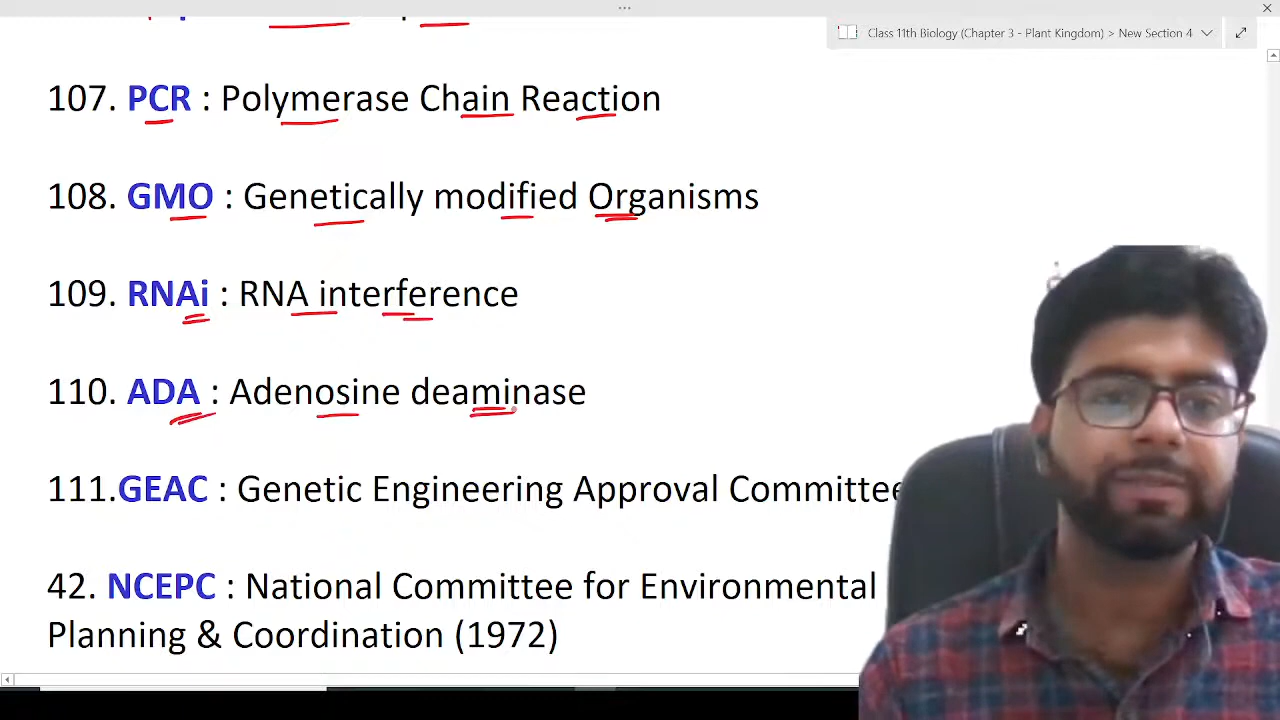 Class 11th Biology (Chapter 3 - Plant Kingdom) > New Section 4
107. PCR : Polymerase Chain Reaction
108. GMO : Genetically modified Organisms
109. RNAi : RNA interference
110. ADA : Adenosine deaminase
111.GEAC : Genetic Engineering Approval Committee
42. NCEPC : National Committee for Environmental
Planning & Coordination (1972)